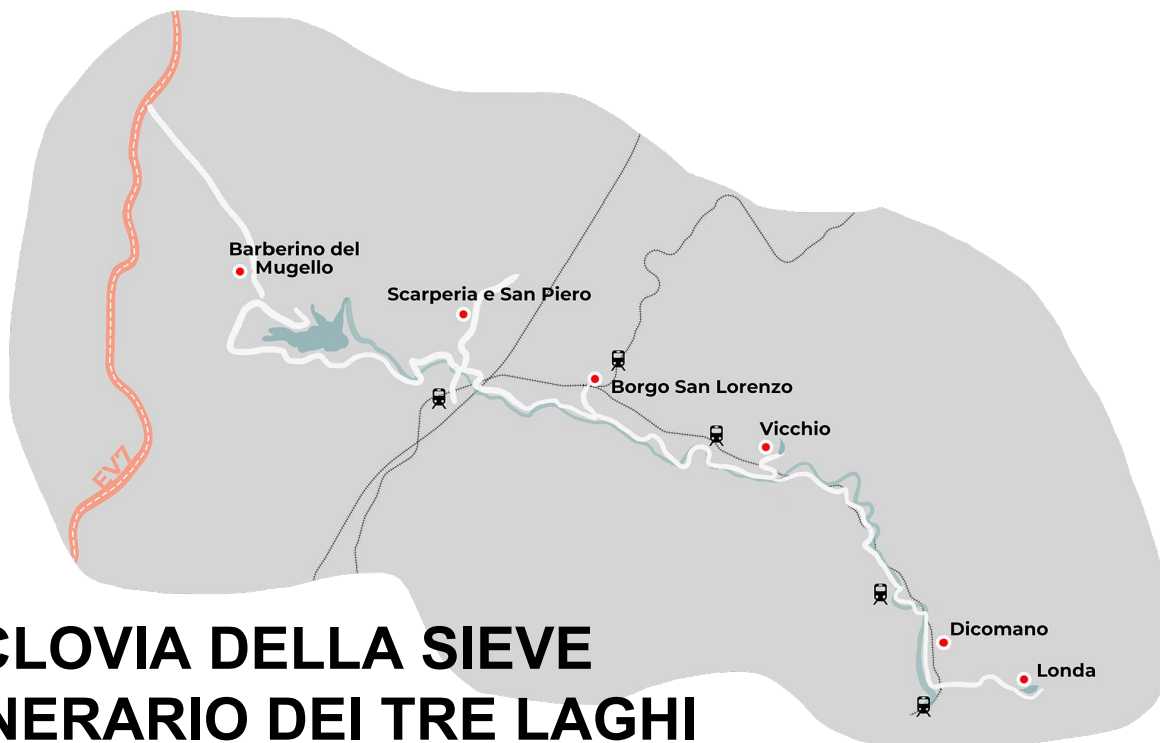 Barberino del
Mugello
Scarperia e San Piero
Borgo San Lorenzo
Vicchio
EV7
Dicomano
Londa
CLOVIA DELLA SIEVE
NERARIO DEI TRE LAGHI